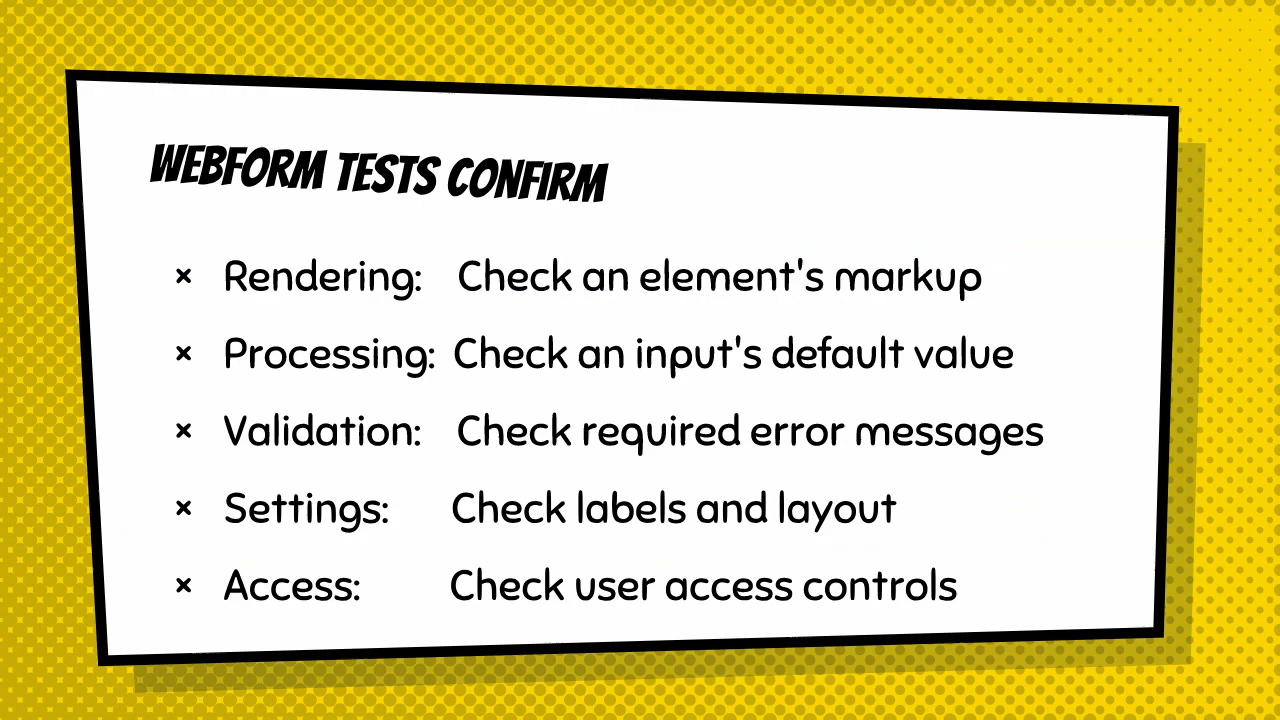 WEBFORM TESTS CONFIRM
× Rendering: Check an element's markup
× Processing: Check an input's default value
× Validation: Check required error messages
× Settings: Check labels and layout
× Access: Check user access controls